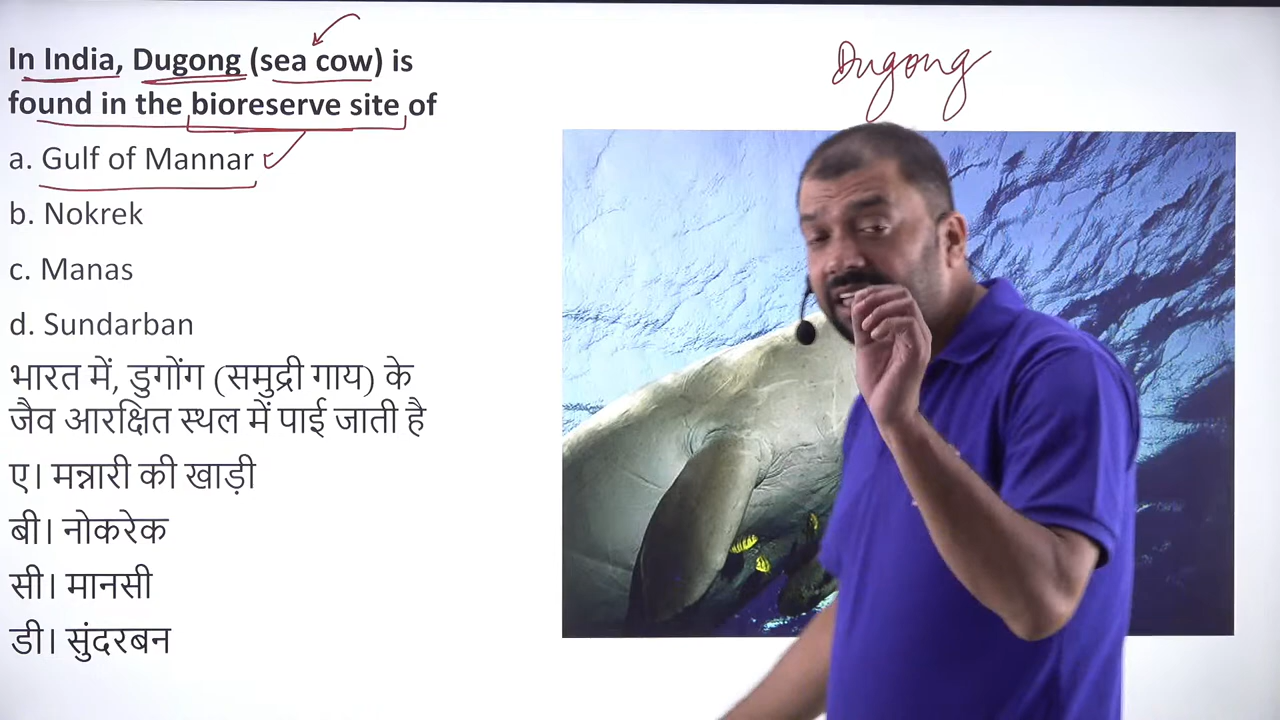 In India, Dugong (sea cow) is
found in the bioreserve site of
a. Gulf of Mannar
b. Nokrek
c. Manas
d. Sundarban
भारत में, डुगोंग (समुद्री गाय) के
जैव आरक्षित स्थल में पाई जाती है
ए। मन्नारी की खाड़ी
बी। नोकरेक
सी। मानसी
डी। सुंदरबन
Dugong